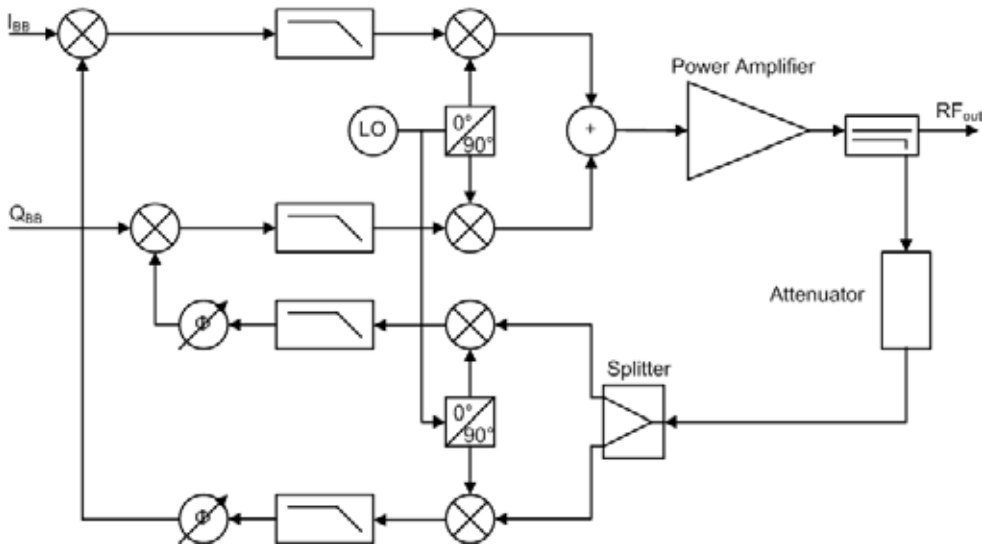 I_BB
Power Amplifier
RF_out
LO
0°
90°
+
Q_BB
Attenuator
Φ
Splitter
0°
90°
Φ